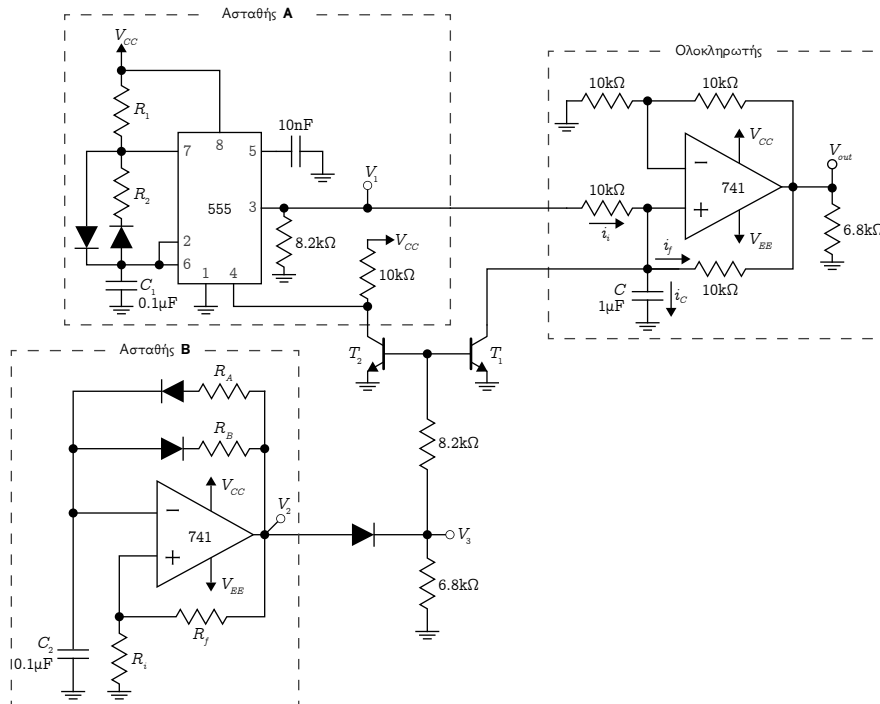 Ασταθής A
V_CC
R_1
7
8
5
10nF
R_2
555
3
V_1
2
6
C_1
0.1μF
1
4
8.2kΩ
V_CC
10kΩ
Ολοκληρωτής
10kΩ
10kΩ
V_CC
V_out
−
741
+
10kΩ
i_i
V_EE
6.8kΩ
i_f
10kΩ
C
1μF
i_C
T_2
T_1
Ασταθής B
R_A
R_B
V_CC
V_2
−
741
+
V_EE
R_f
C_2
0.1μF
R_i
8.2kΩ
V_3
6.8kΩ